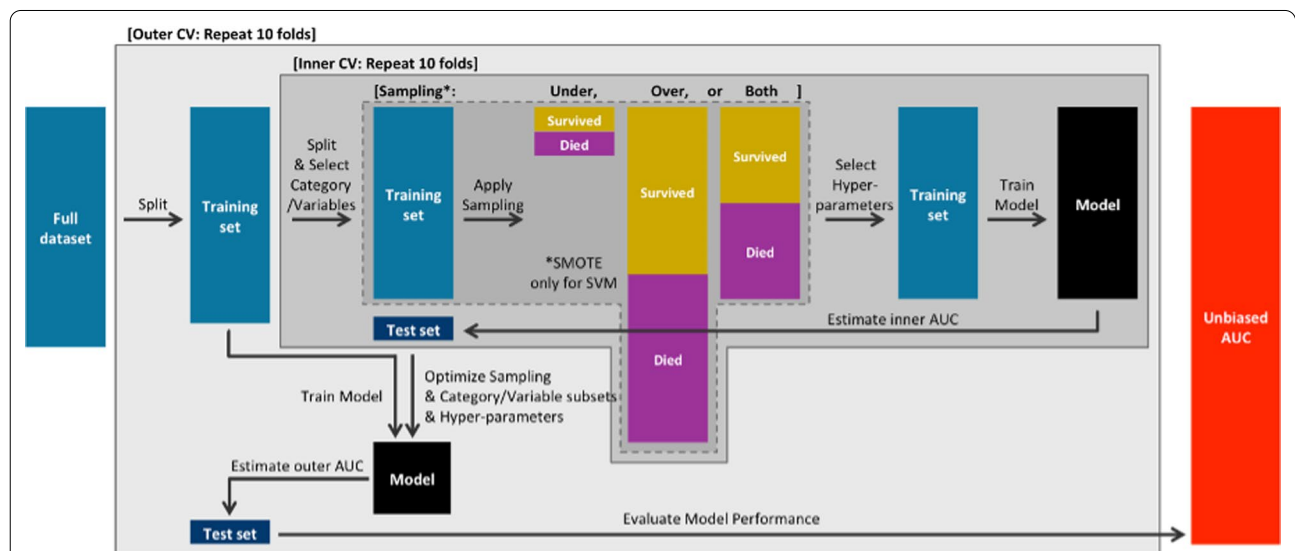 [Outer CV: Repeat 10 folds]
[Inner CV: Repeat 10 folds]
[Sampling*: Under, Over, or Both ]
Full
dataset
Split
Training
set
Split
& Select
Category
/Variables
Training
set
Apply
Sampling
Survived
Died
*SMOTE
only for SVM
Survived
Died
Survived
Died
Select
Hyper-
parameters
Training
set
Train
Model
Model
Estimate inner AUC
Test set
Train Model
Optimize Sampling
& Category/Variable subsets
& Hyper-parameters
Model
Estimate outer AUC
Test set
Evaluate Model Performance
Unbiased
AUC